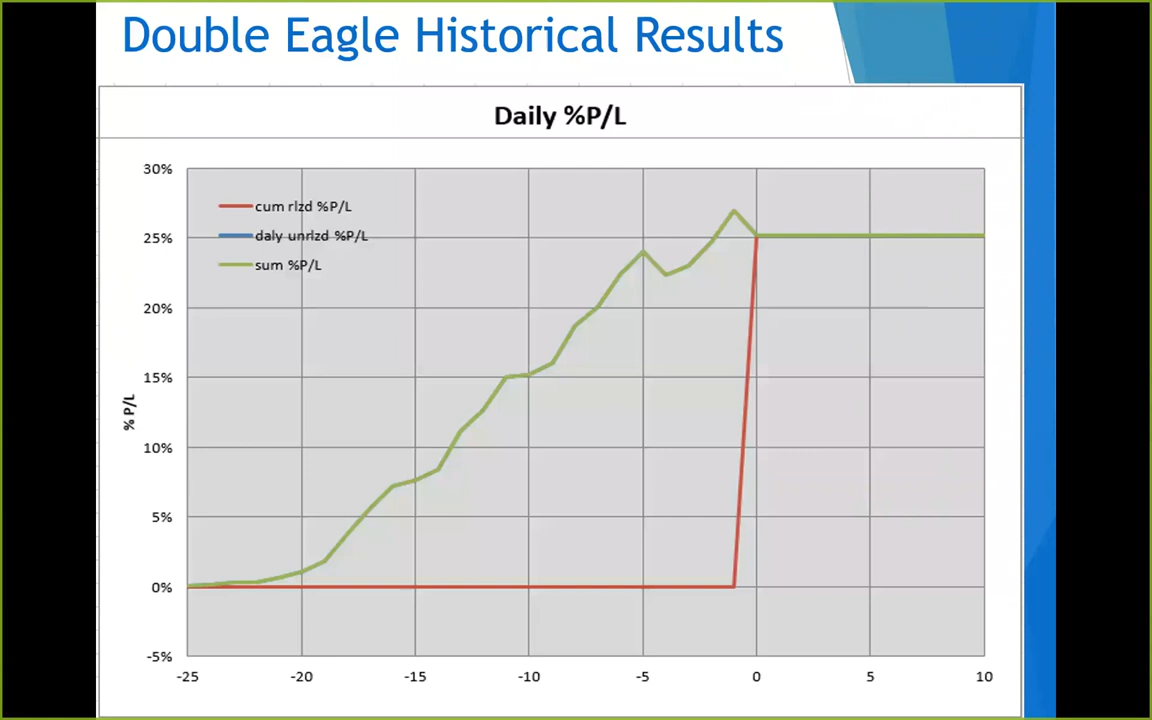 Double Eagle Historical Results
Daily %P/L
30%
cum rlzd %P/L
25%
daly unrlzd %P/L
sum %P/L
20%
15%
% P/L
10%
5%
0%
-5%
-25 -20 -15 -10 -5 0 5 10